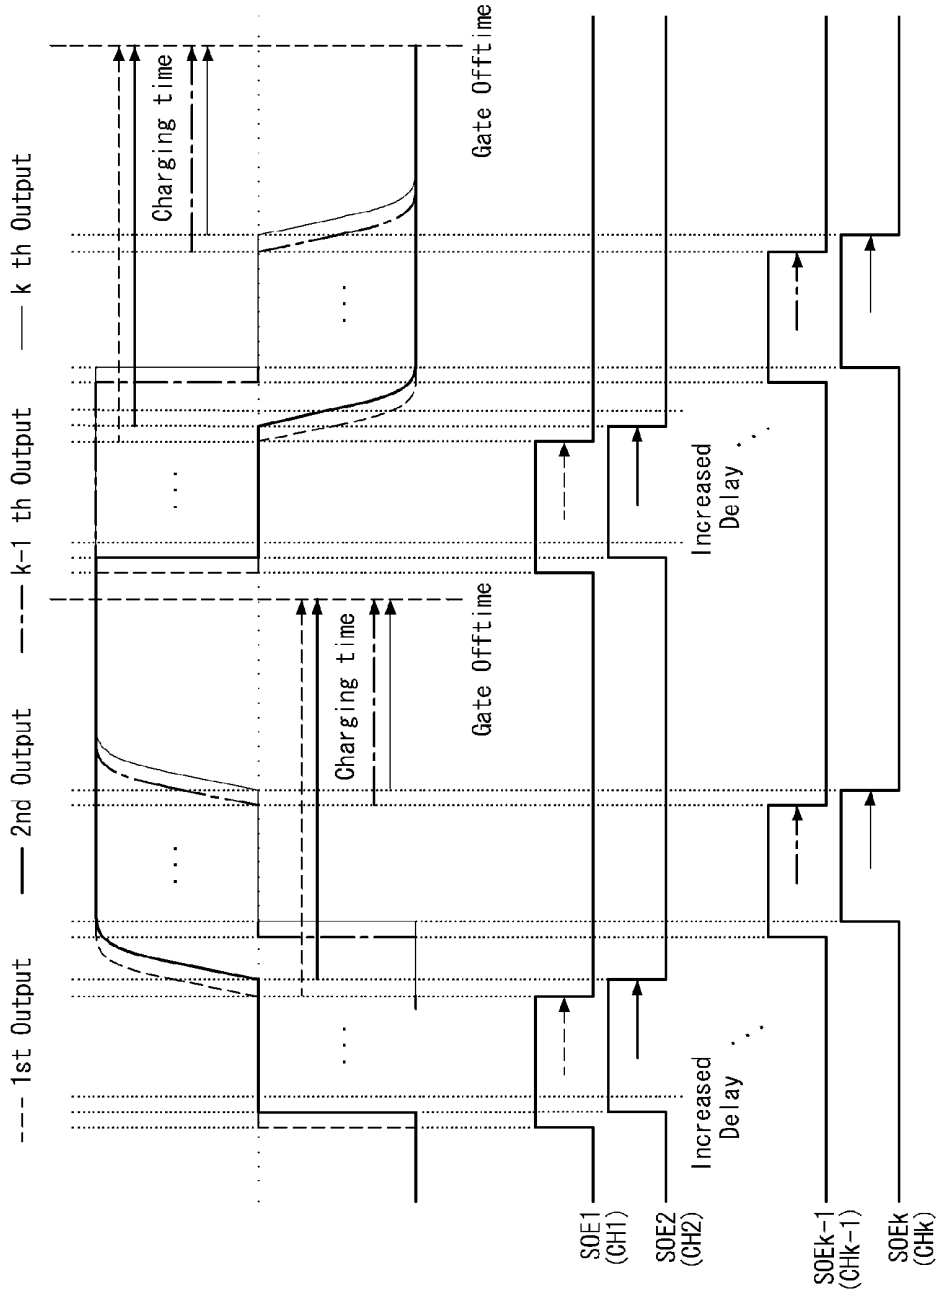 --- 1st Output
— 2nd Output
—-— k-1 th Output
— k th Output
Charging time
Charging time
Gate Offtime
Gate Offtime
SOE1
(CH1)
SOE2
(CH2)
Increased
Delay
Increased
Delay
SOEk-1
(CHk-1)
SOEk
(CHk)